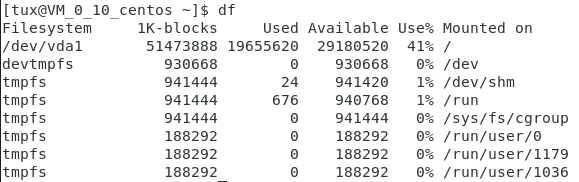 [tux@VM_0_10_centos ~]$ df
Filesystem     1K-blocks     Used Available Use% Mounted on
/dev/vda1       51473888 19655620  29180520  41% /
devtmpfs          930668        0    930668   0% /dev
tmpfs             941444       24    941420   1% /dev/shm
tmpfs             941444      676    940768   1% /run
tmpfs             941444        0    941444   0% /sys/fs/cgroup
tmpfs             188292        0    188292   0% /run/user/0
tmpfs             188292        0    188292   0% /run/user/1179
tmpfs             188292_       0    188292   0% /run/user/1036